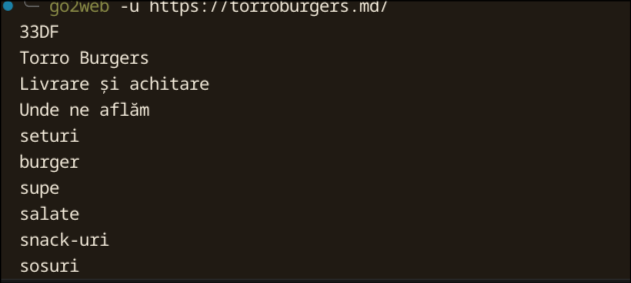 go2web -u https://torroburgers.md/
33DF
Torro Burgers
Livrare și achitare
Unde ne aflăm
seturi
burger
supe
salate
snack-uri
sosuri